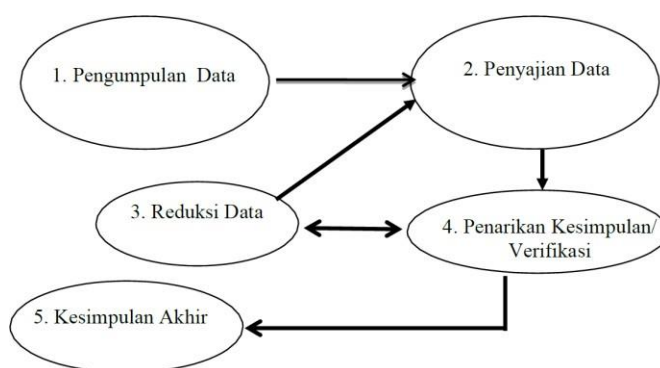 1. Pengumpulan Data
2. Penyajian Data
3. Reduksi Data
4. Penarikan Kesimpulan/
Verifikasi
5. Kesimpulan Akhir